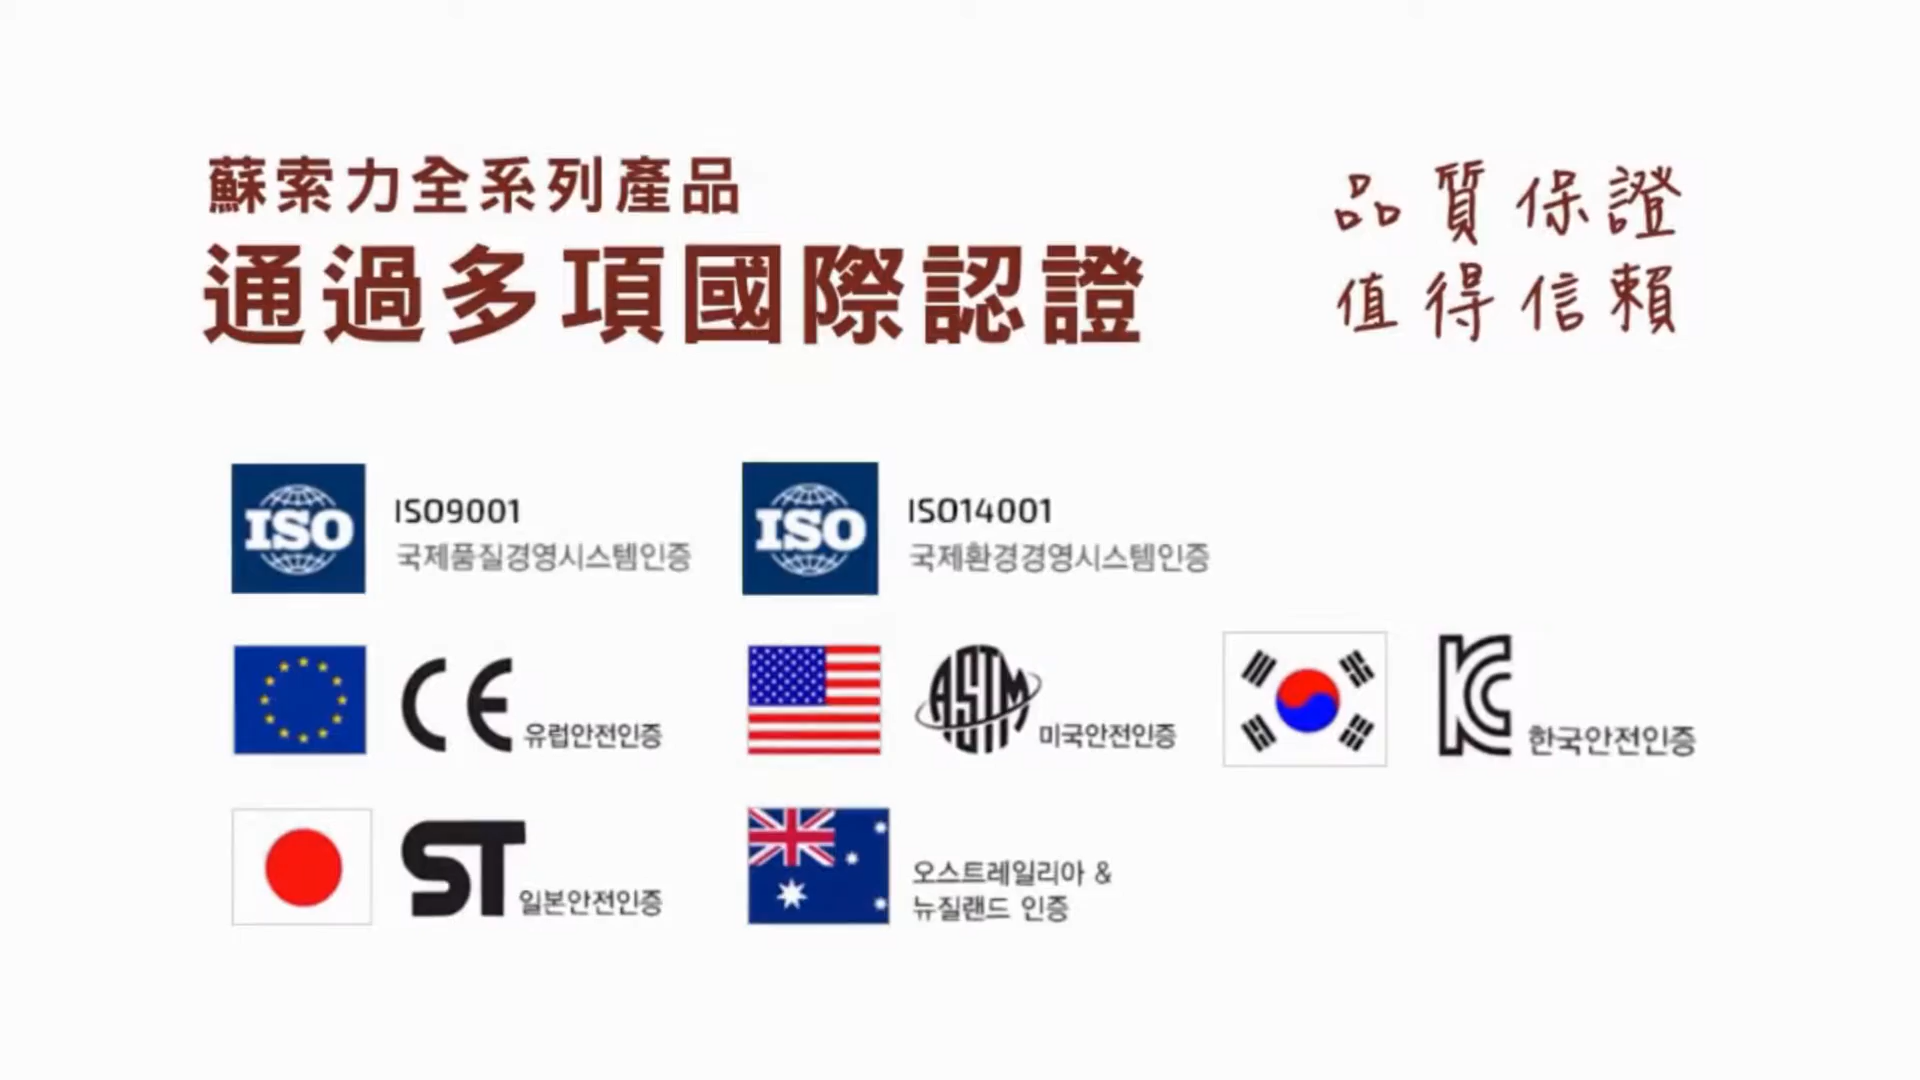 蘇索力全系列產品
通過多項國際認證
品質保證
值得信賴
ISO
ISO9001
국제품질경영시스템인증
ISO
ISO14001
국제환경경영시스템인증
CE 유럽안전인증
ASTM 미국안전인증
KC 한국안전인증
ST 일본안전인증
오스트레일리아 &
뉴질랜드 인증